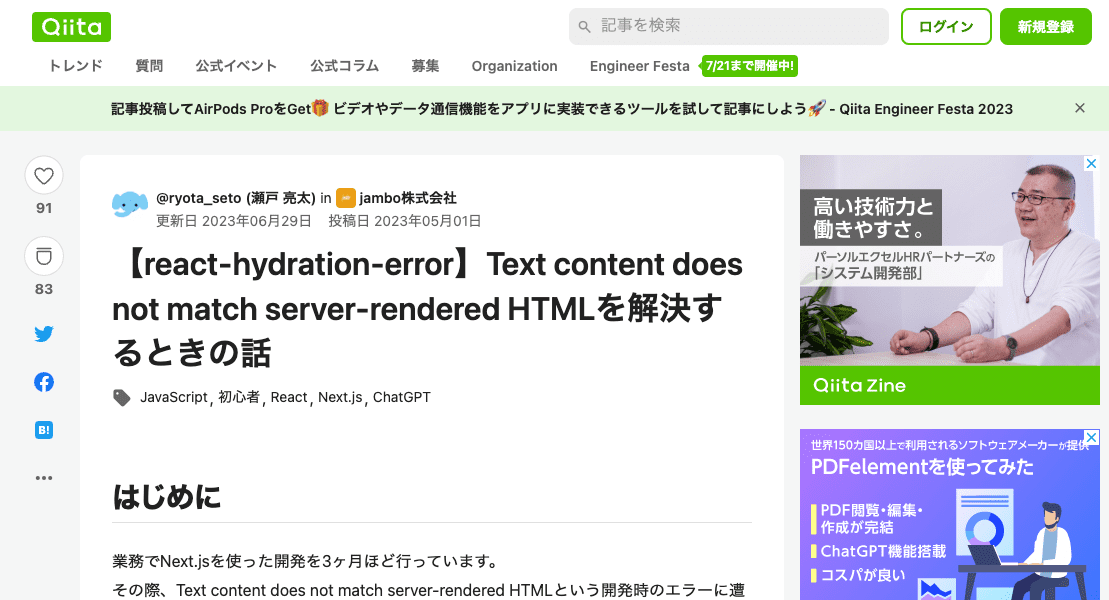 Qiita
記事を検索
ログイン
新規登録
トレンド
質問
公式イベント
公式コラム
募集
Organization
Engineer Festa
7/21まで開催中!
記事投稿してAirPods ProをGet🎁 ビデオやデータ通信機能をアプリに実装できるツールを試して記事にしよう🚀 - Qiita Engineer Festa 2023
91
83
B!
@ryota_seto (瀬戸 亮太) in jambo株式会社
更新日 2023年06月29日 投稿日 2023年05月01日
【react-hydration-error】Text content does
not match server-rendered HTMLを解決す
るときの話
JavaScript, 初心者, React, Next.js, ChatGPT
はじめに
業務でNext.jsを使った開発を3ヶ月ほど行っています。
その際、Text content does not match server-rendered HTMLという開発時のエラーに遭
高い技術力と
働きやすさ。
パーソルエクセルHRパートナーズの
「システム開発部」
Qiita Zine
世界150カ国以上で利用されるソフトウェアメーカーが提供
PDFelementを使ってみた
PDF閲覧・編集・
作成が完結
ChatGPT機能搭載
コスパが良い